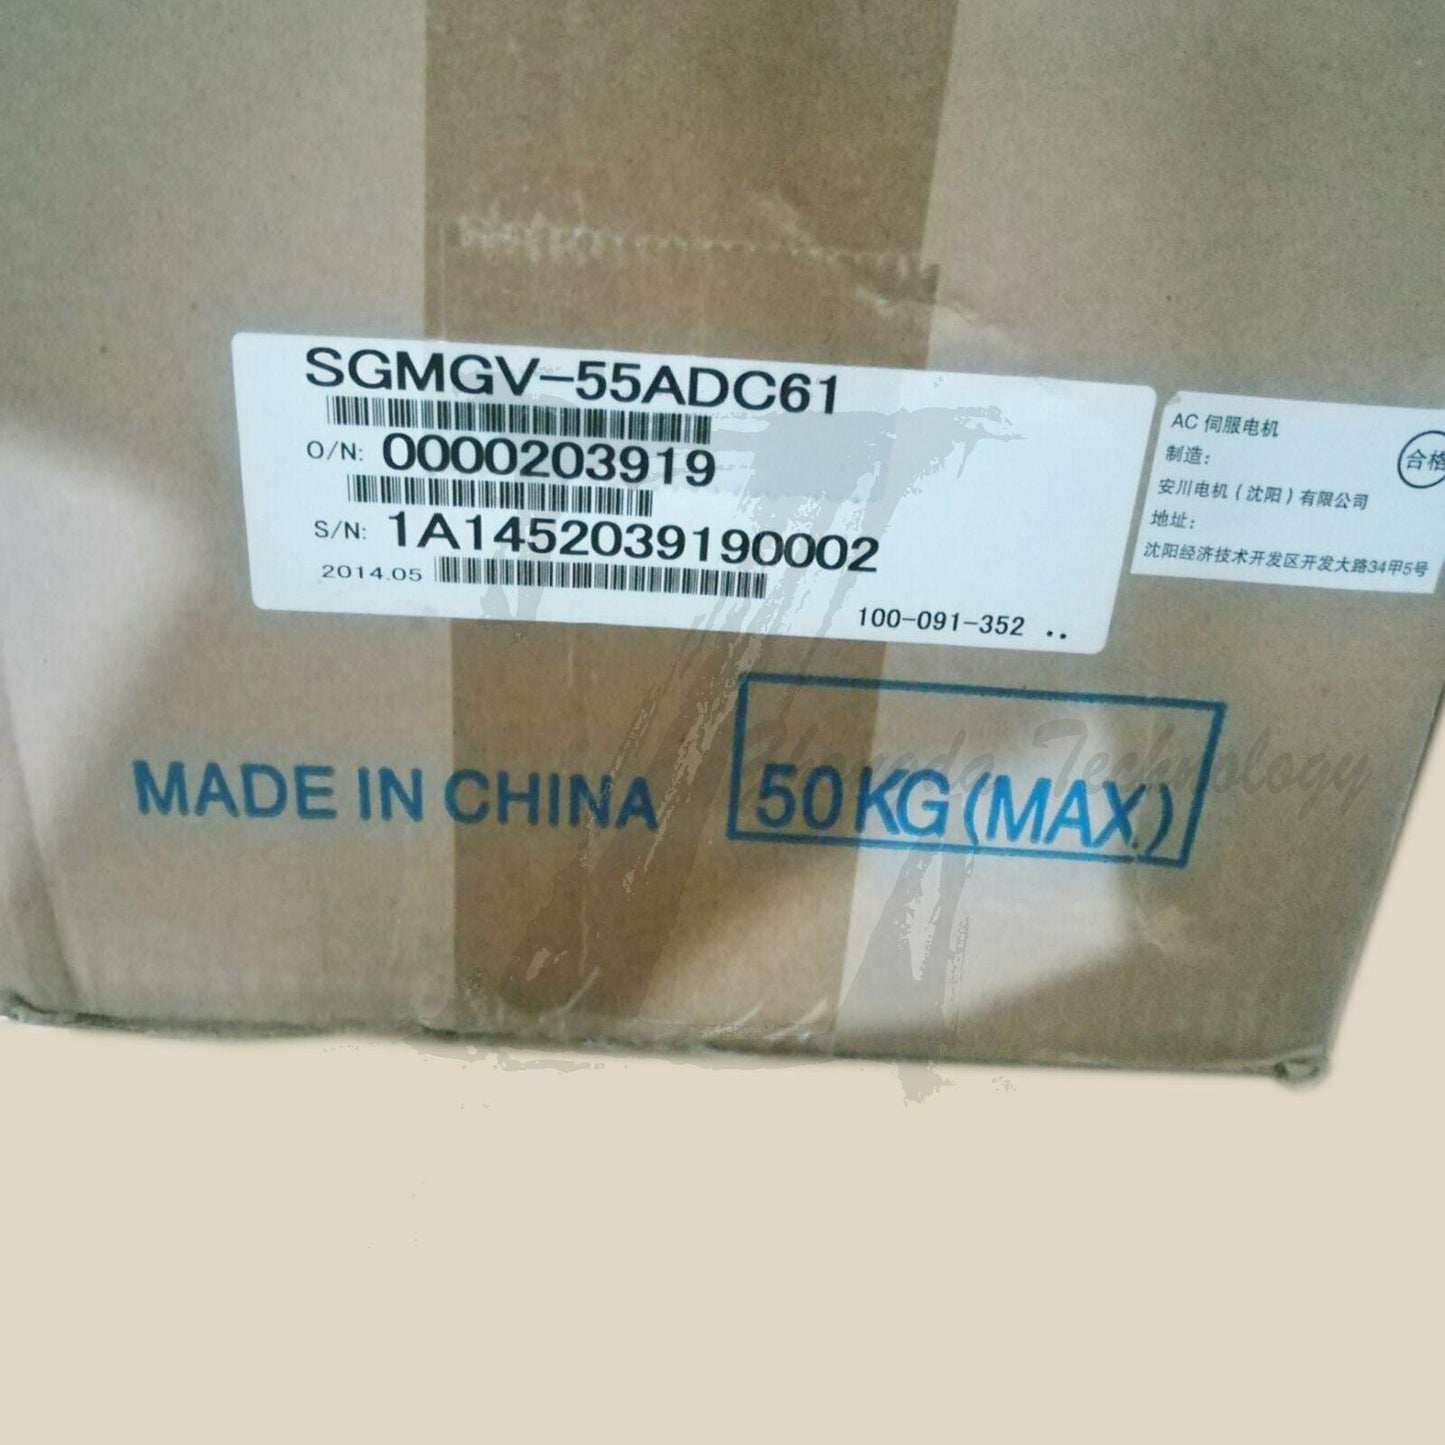 SGMGV-55ADC61
O/N: 0000203919
S/N: 1A1452039190002
2014.05
100-091-352 ..
AC 伺服电机
合格
制造：
安川电机（沈阳）有限公司
地址：
沈阳经济技术开发区开发大路34甲5号
MADE IN CHINA
50KG(MAX.)
Technology